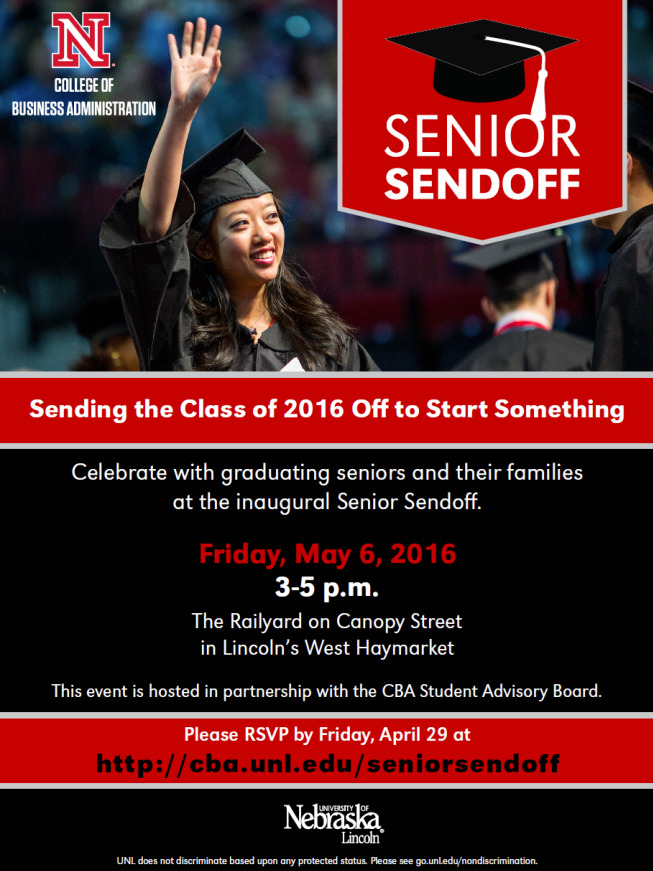 N
COLLEGE OF
BUSINESS ADMINISTRATION
SENIOR
SENDOFF
Sending the Class of 2016 Off to Start Something
Celebrate with graduating seniors and their families
at the inaugural Senior Sendoff.
Friday, May 6, 2016
3-5 p.m.
The Railyard on Canopy Street
in Lincoln's West Haymarket
This event is hosted in partnership with the CBA Student Advisory Board.
Please RSVP by Friday, April 29 at
http://cba.unl.edu/seniorsendoff
UNIVERSITY OF
Nebraska®
Lincoln
UNL does not discriminate based upon any protected status. Please see go.unl.edu/nondiscrimination.